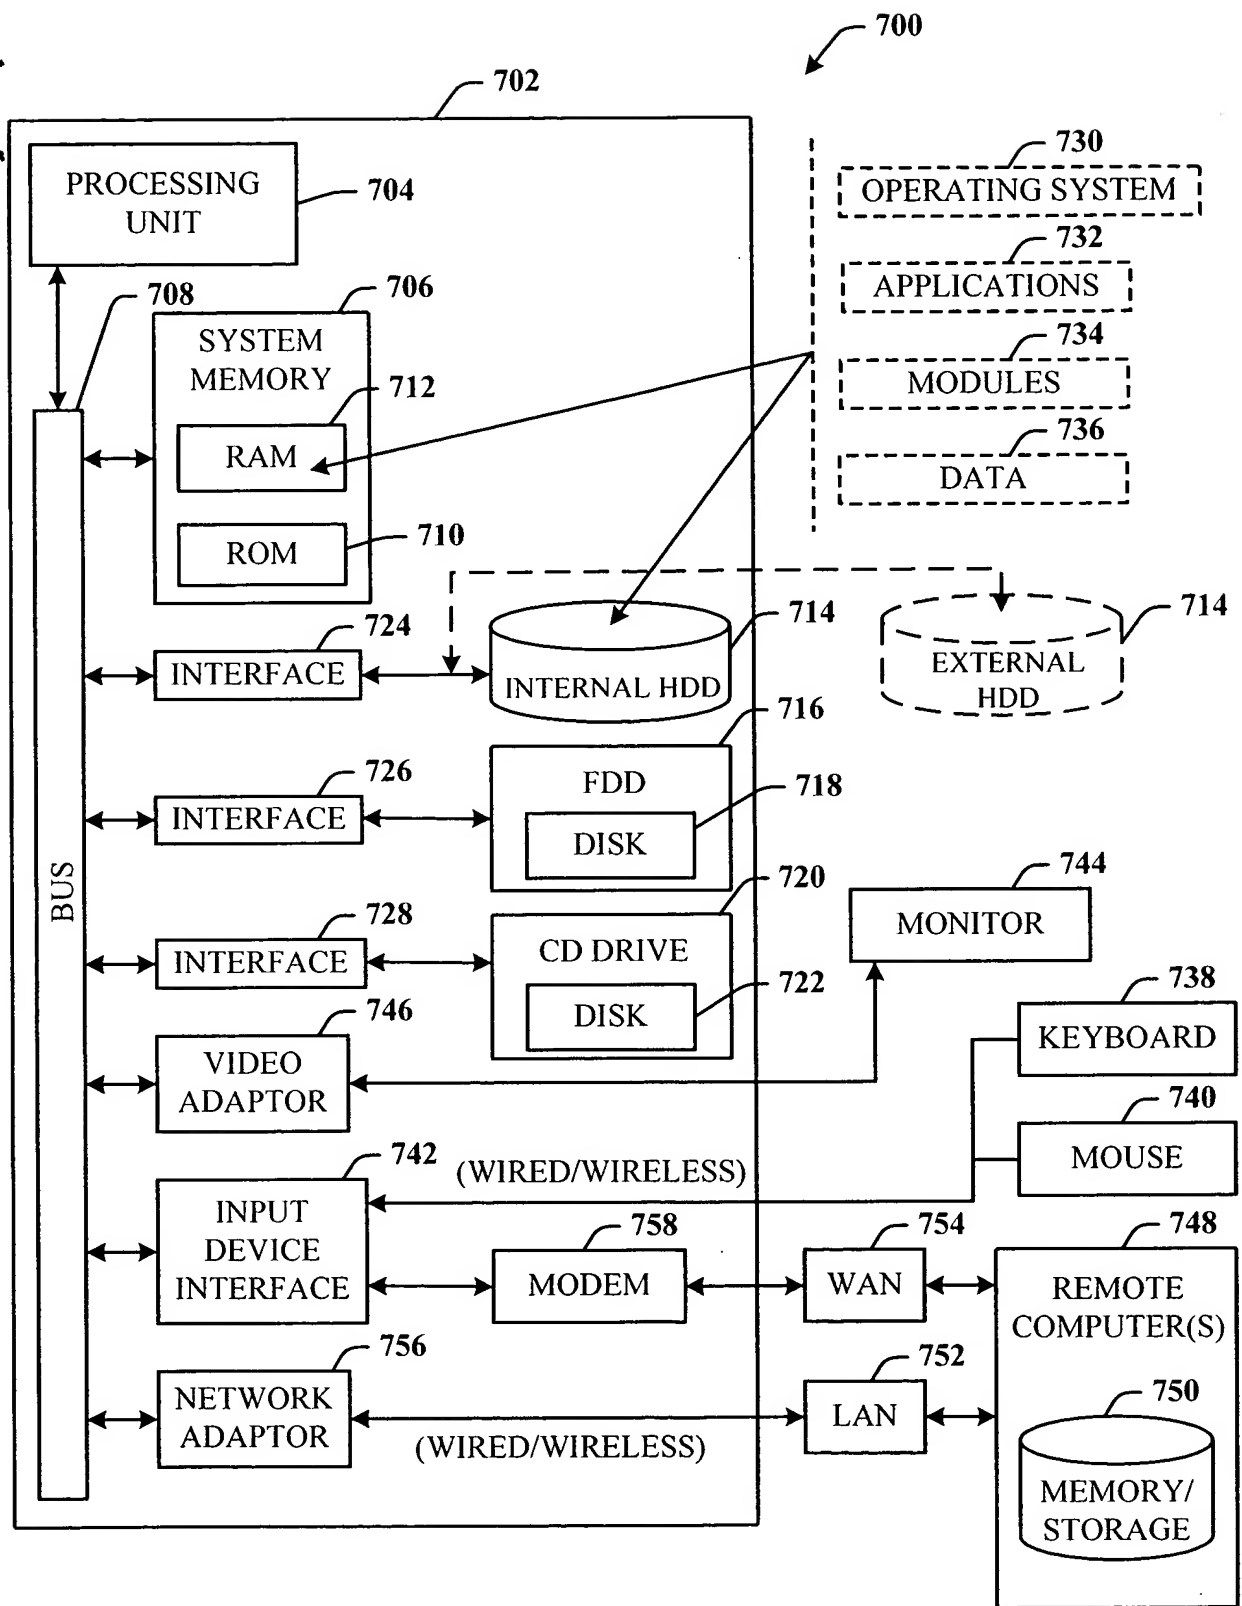 700
702
PROCESSING
UNIT
704
730
OPERATING SYSTEM
732
APPLICATIONS
734
MODULES
736
DATA
708
706
SYSTEM
MEMORY
712
RAM
710
ROM
724
INTERFACE
714
INTERNAL HDD
714
EXTERNAL
HDD
716
FDD
718
DISK
726
INTERFACE
BUS
720
CD DRIVE
722
DISK
728
INTERFACE
744
MONITOR
738
KEYBOARD
740
MOUSE
746
VIDEO
ADAPTOR
742
INPUT
DEVICE
INTERFACE
(WIRED/WIRELESS)
758
MODEM
754
WAN
748
REMOTE
COMPUTER(S)
756
NETWORK
ADAPTOR
(WIRED/WIRELESS)
752
LAN
750
MEMORY/
STORAGE